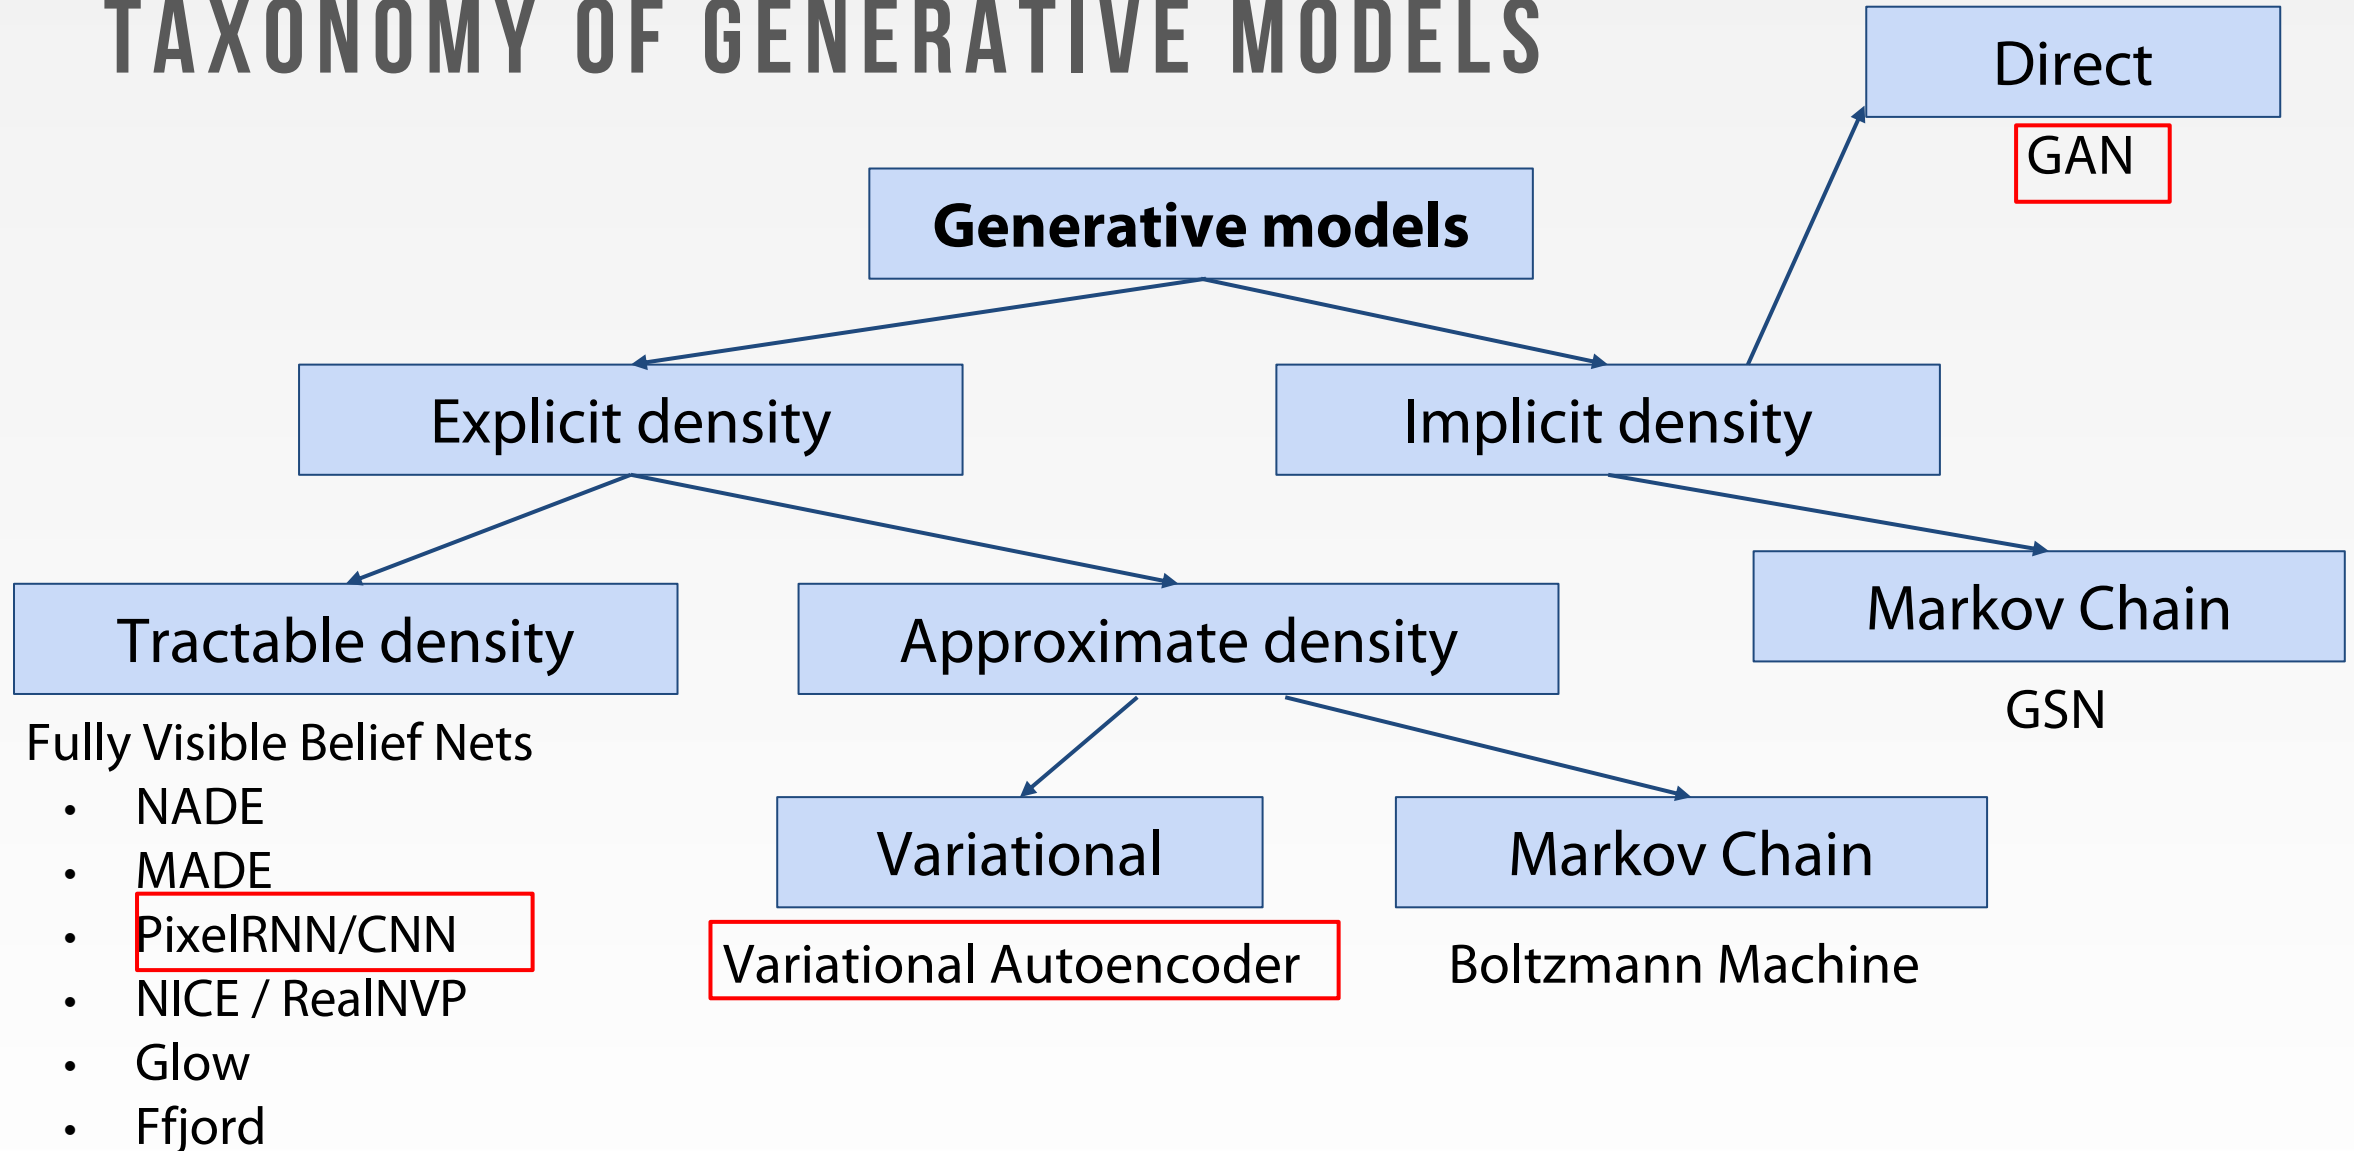 TAXONOMY OF GENERATIVE MODELS
Direct
GAN
Generative models
Explicit density
Implicit density
Tractable density
Approximate density
Markov Chain
GSN
Fully Visible Belief Nets
• NADE
• MADE
• PixelRNN/CNN
• NICE / RealNVP
• Glow
• Ffjord
Variational
Markov Chain
Variational Autoencoder
Boltzmann Machine